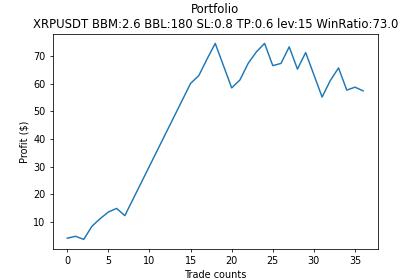 Portfolio
XRPUSDT BBM:2.6 BBL:180 SL:0.8 TP:0.6 lev:15 WinRatio:73.0
Profit ($)
70
60
50
40
30
20
10
0 5 10 15 20 25 30 35
Trade counts